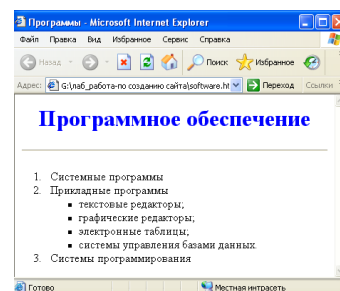 Программы - Microsoft Internet Explorer
Файл Правка Вид Избранное Сервис Справка
Назад Поиск Избранное
Адрес: G:\лаб_работа-по созданию сайта\software.ht Переход Ссылки
Программное обеспечение
1. Системные программы
2. Прикладные программы
▪ текстовые редакторы;
▪ графические редакторы;
▪ электронные таблицы;
▪ системы управления базами данных.
3. Системы программирования
Готово Местная интрасеть